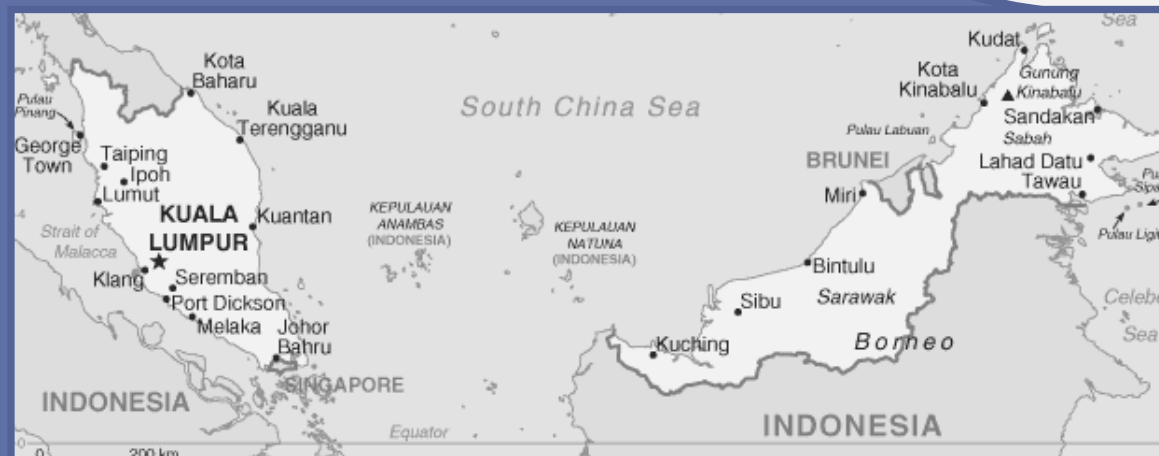 Sea
Kudat
Kota
Baharu
Kota
Kinabalu
Gunung
Kinabalu
Pulau
Pinang
Kuala
Terengganu
South China Sea
Sandakan
George
Town
Pulau Labuan
Sabah
Taiping
Ipoh
BRUNEI
Lahad Datu
Tawau
Lumut
Miri
KUALA
LUMPUR
Kuantan
KEPULAUAN
ANAMBAS
(INDONESIA)
KEPULAUAN
NATUNA
(INDONESIA)
4
Strait of
Malacca
Klang
Seremban
Bintulu
Port Dickson
Sibu
Sarawak
Melaka
Johor
Bahru
Kuching
Borneo
Sea
SINGAPORE
INDONESIA
INDONESIA
Equator
0
0
200 km